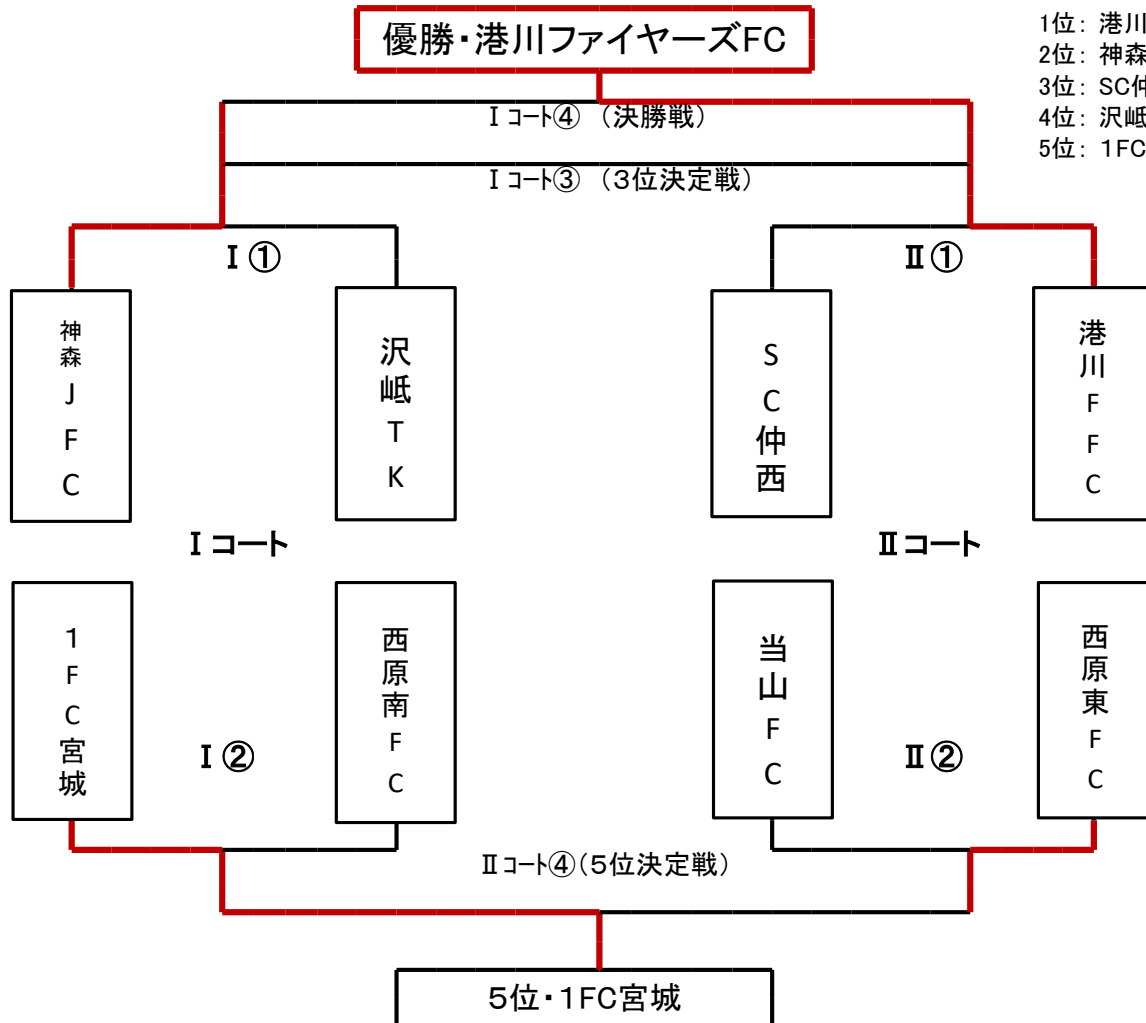 優勝・港川ファイヤーズFC
1位： 港川
2位： 神森
3位： SC仲
4位： 沢岻
5位： 1FC
Ⅰコート④ （決勝戦）
Ⅰコート③ （３位決定戦）
Ⅰ①
Ⅱ①
神森JFC
沢岻TK
SC仲西
港川FFC
Ⅰコート
Ⅱコート
1FC宮城
西原南FC
当山FC
西原東FC
Ⅰ②
Ⅱ②
Ⅱコート④（５位決定戦）
５位・１FC宮城